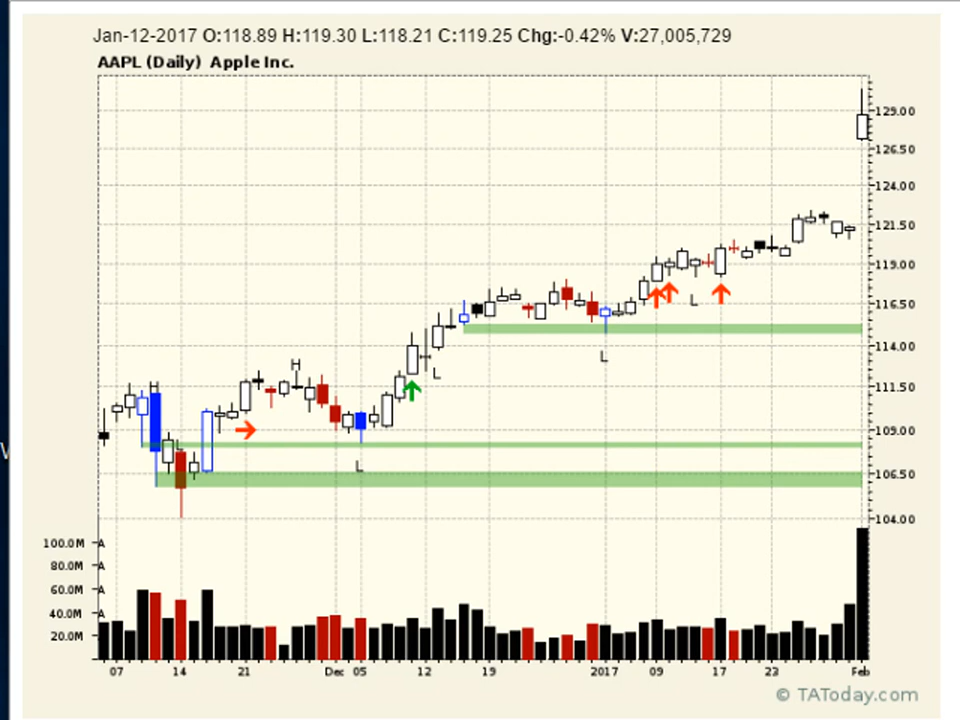 Jan-12-2017 O:118.89 H:119.30 L:118.21 C:119.25 Chg:-0.42% V:27,005,729
AAPL (Daily) Apple Inc.
129.00
126.50
124.00
121.50
119.00
116.50
114.00
111.50
109.00
106.50
104.00
H
H
L
L
L
L
L
100.0M A
80.0M A
60.0M A
40.0M A
20.0M
07 14 21 Dec 05 12 19 2017 09 17 23 Feb
© TAToday.com